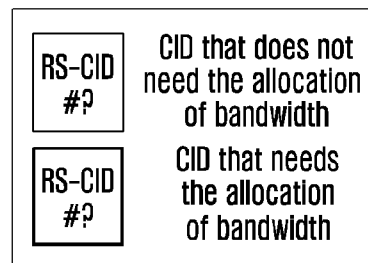 RS-CID
#?
CID that does not
need the allocation
of bandwidth
RS-CID
#?
CID that needs
the allocation
of bandwidth